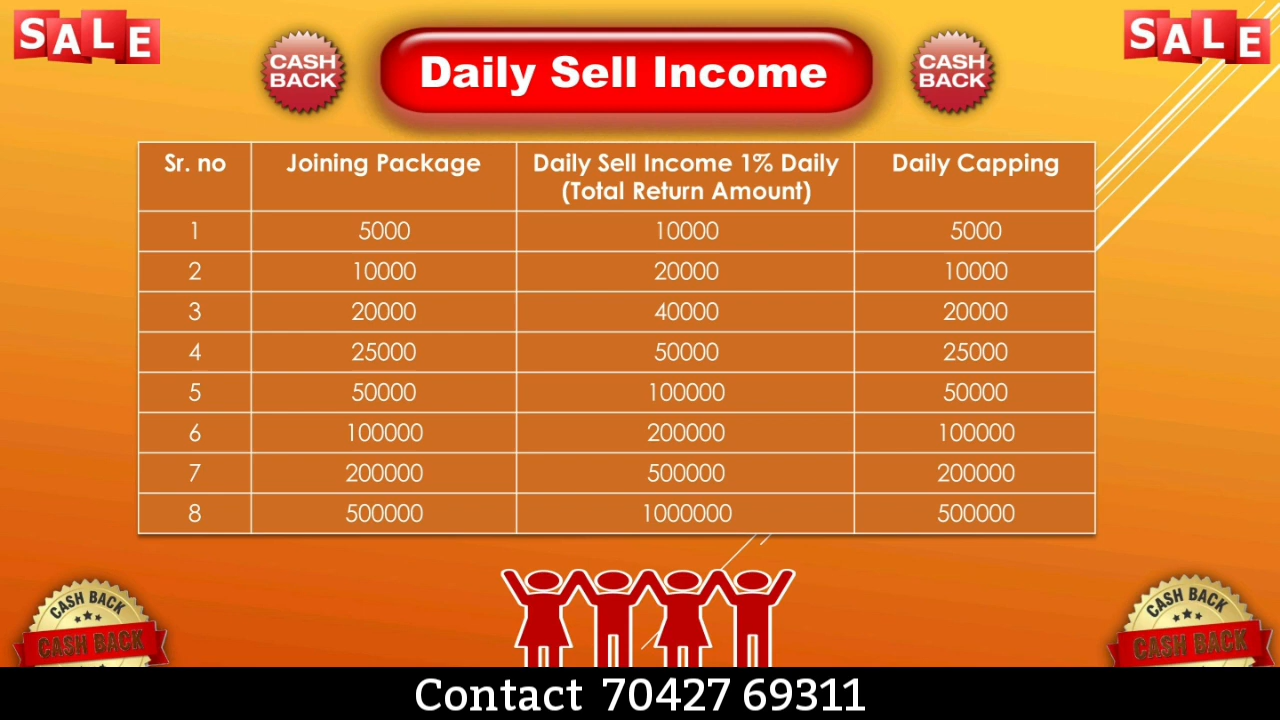 SALE
SALE
CASH
BACK
Daily Sell Income
CASH
BACK
Sr. no Joining Package Daily Sell Income 1% Daily Daily Capping
(Total Return Amount)
1 5000 10000 5000
2 10000 20000 10000
3 20000 40000 20000
4 25000 50000 25000
5 50000 100000 50000
6 100000 200000 100000
7 200000 500000 200000
8 500000 1000000 500000
CASH BACK
CASH BACK
CASH BACK
CASH BACK
Contact 70427 69311